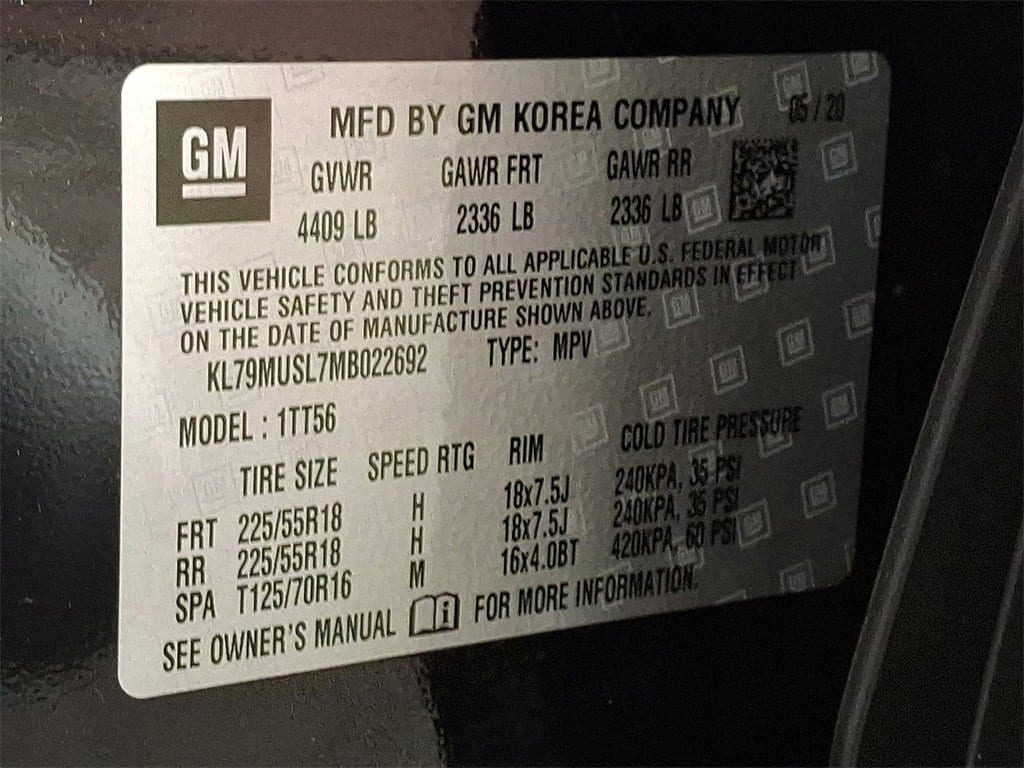 GM
MFD BY GM KOREA COMPANY 05 / 20
GVWR GAWR FRT GAWR RR
4409 LB 2336 LB 2336 LB
THIS VEHICLE CONFORMS TO ALL APPLICABLE U.S. FEDERAL MOTOR
VEHICLE SAFETY AND THEFT PREVENTION STANDARDS IN EFFECT
ON THE DATE OF MANUFACTURE SHOWN ABOVE.
KL79MUSL7MB022692 TYPE: MPV
MODEL : 1TT56
TIRE SIZE SPEED RTG RIM COLD TIRE PRESSURE
FRT 225/55R18 H 18x7.5J 240KPA, 35 PSI
RR 225/55R18 H 18x7.5J 240KPA, 35 PSI
SPA T125/70R16 M 16x4.0BT 420KPA, 60 PSI
SEE OWNER'S MANUAL i FOR MORE INFORMATION.